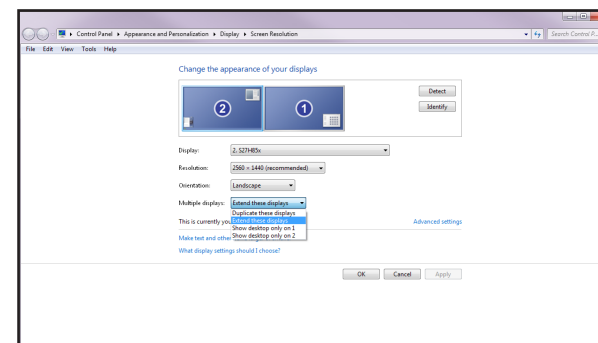 Control Panel ▸ Appearance and Personalization ▸ Display ▸ Screen Resolution
Search Control P...
File Edit View Tools Help
Change the appearance of your displays
2
1
Detect
Identify
Display: 2. S27H85x
Resolution: 2560 × 1440 (recommended)
Orientation: Landscape
Multiple displays: Extend these displays
Duplicate these displays
This is currently you Extend these displays Advanced settings
Show desktop only on 1
Make text and other Show desktop only on 2
What display settings should I choose?
OK Cancel Apply